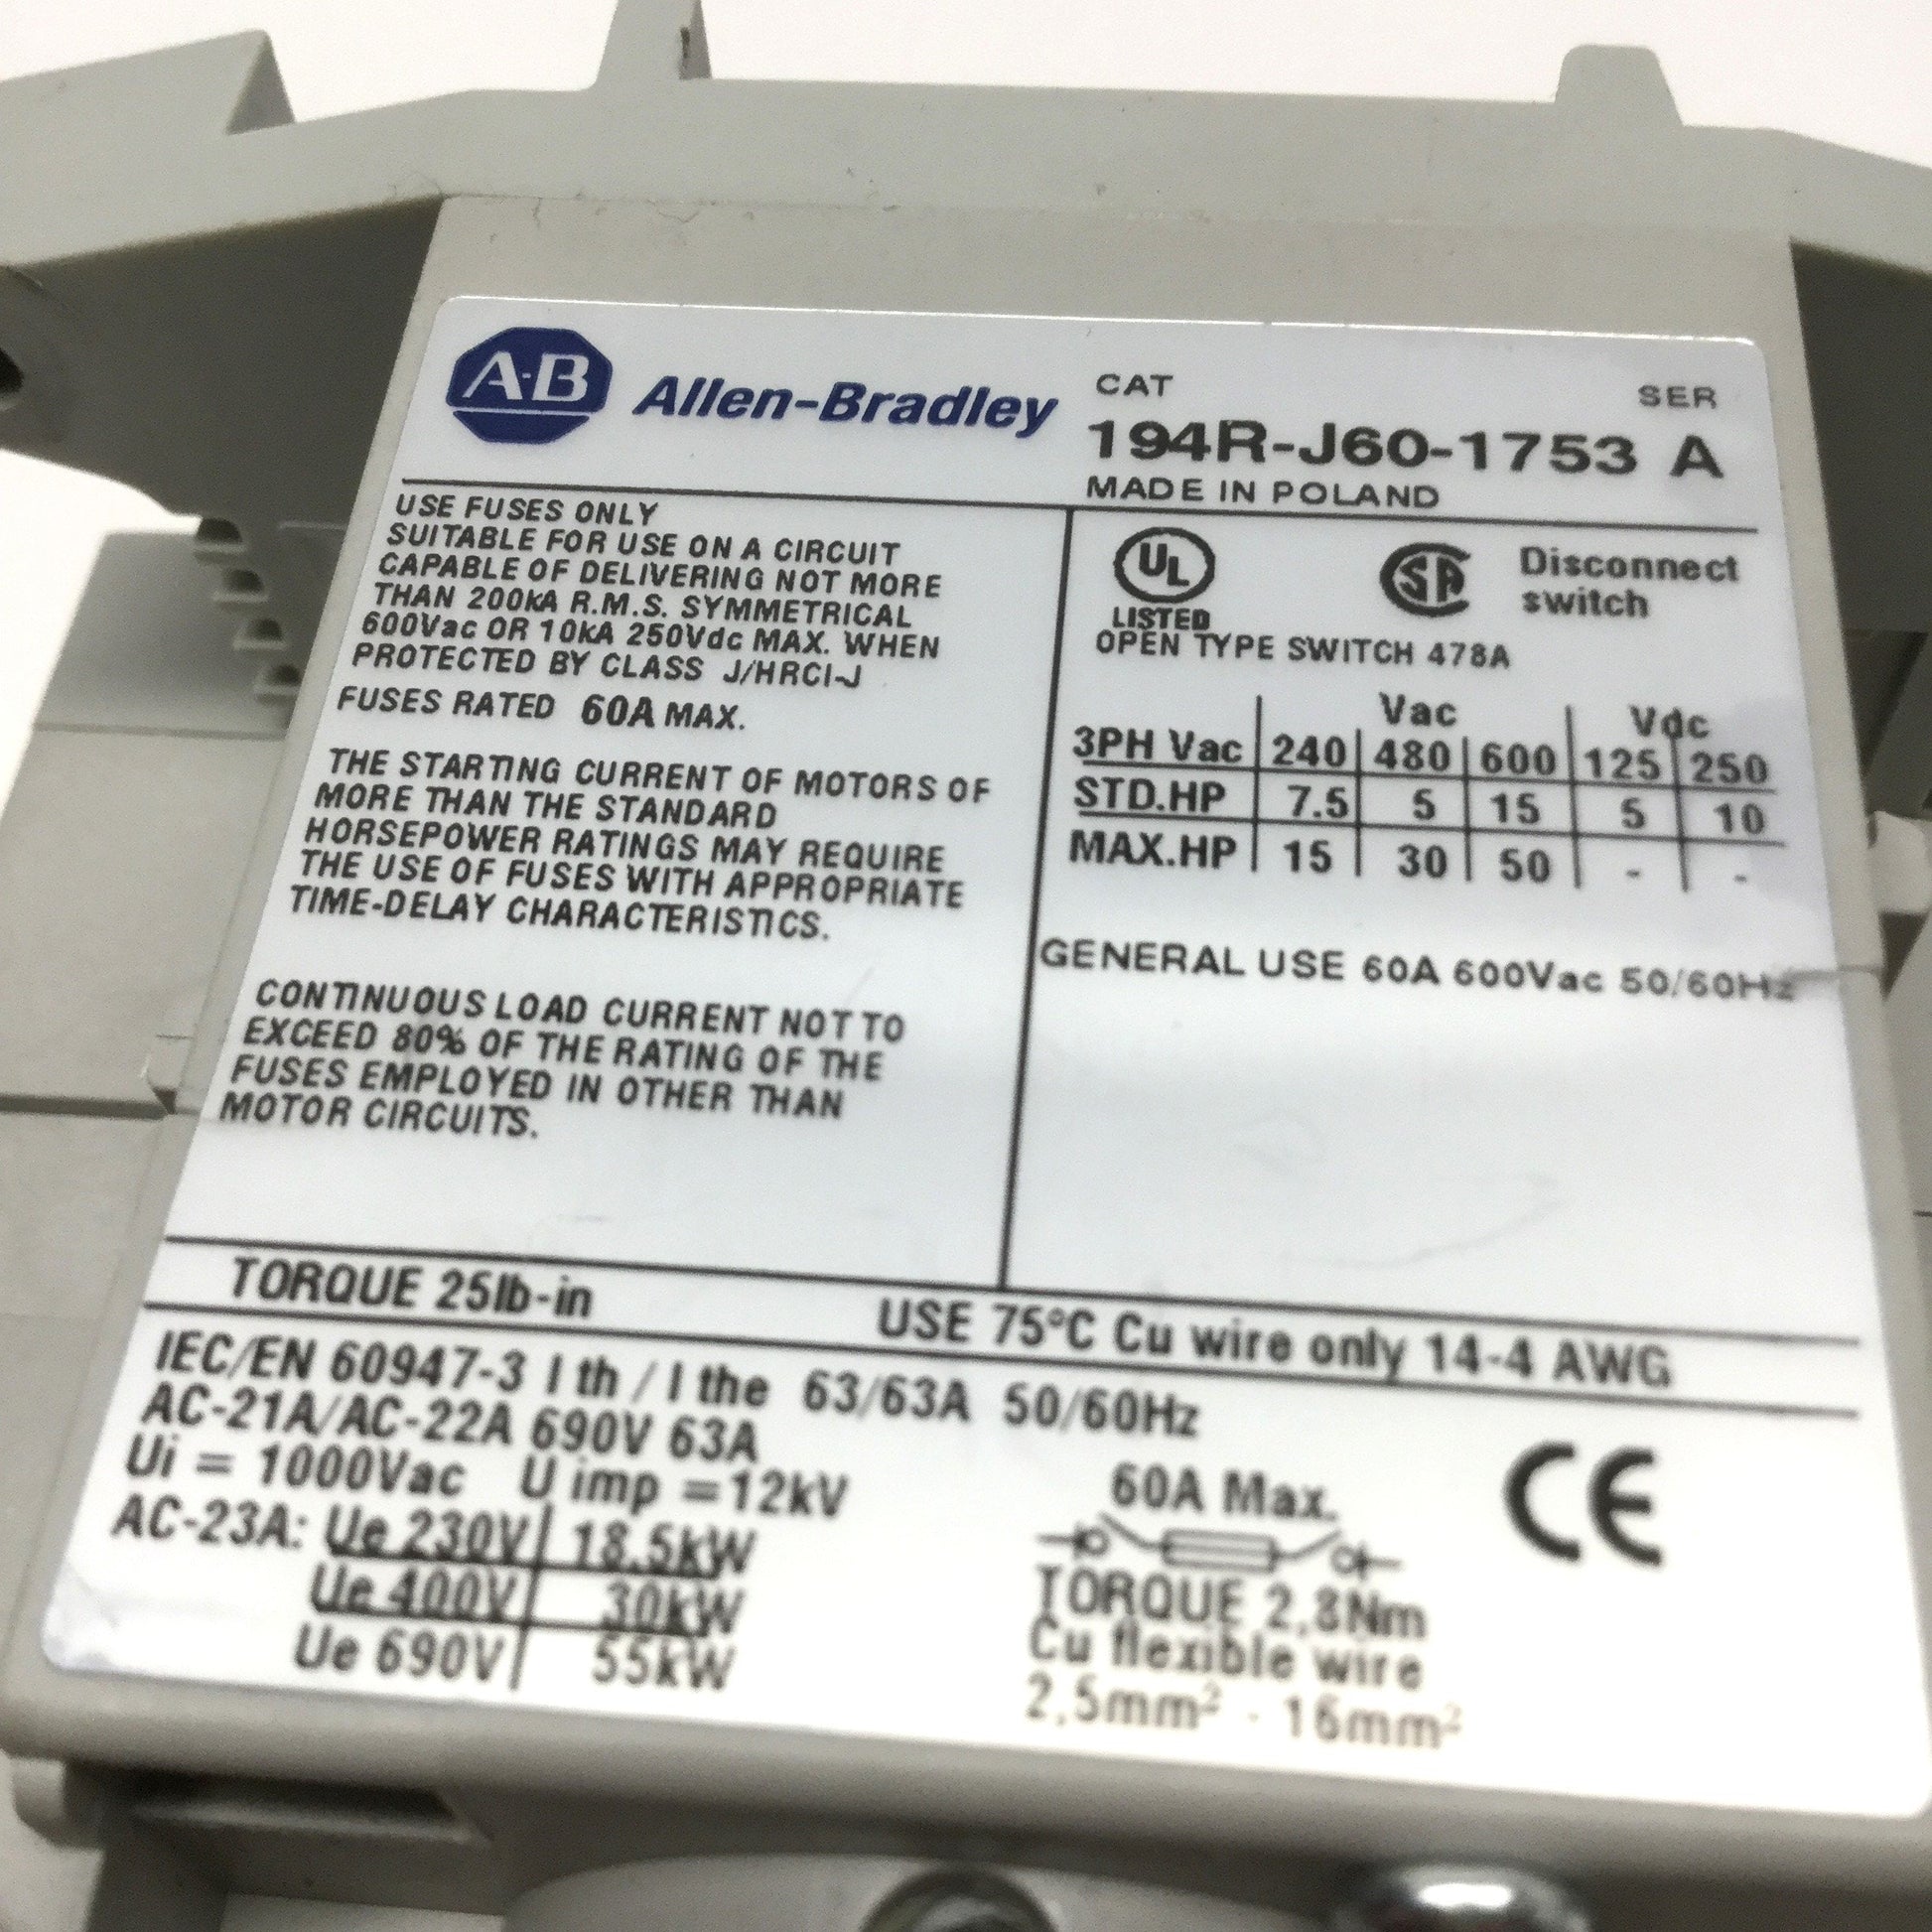 A-B Allen-Bradley
CAT SER
194R-J60-1753 A
MADE IN POLAND
USE FUSES ONLY
SUITABLE FOR USE ON A CIRCUIT
CAPABLE OF DELIVERING NOT MORE
THAN 200kA R.M.S. SYMMETRICAL
600Vac OR 10kA 250Vdc MAX. WHEN
PROTECTED BY CLASS J/HRCI-J
FUSES RATED 60A MAX.
THE STARTING CURRENT OF MOTORS OF
MORE THAN THE STANDARD
HORSEPOWER RATINGS MAY REQUIRE
THE USE OF FUSES WITH APPROPRIATE
TIME-DELAY CHARACTERISTICS.
CONTINUOUS LOAD CURRENT NOT TO
EXCEED 80% OF THE RATING OF THE
FUSES EMPLOYED IN OTHER THAN
MOTOR CIRCUITS.
UL
LISTED
SA
Disconnect
switch
OPEN TYPE SWITCH 478A
Vac Vdc
3PH Vac 240 480 600 125 250
STD.HP 7.5 5 15 5 10
MAX.HP 15 30 50 - -
GENERAL USE 60A 600Vac 50/60Hz
TORQUE 25lb-in USE 75°C Cu wire only 14-4 AWG
IEC/EN 60947-3 I th / I the 63/63A 50/60Hz
AC-21A/AC-22A 690V 63A
Ui = 1000Vac U imp =12kV
AC-23A: Ue 230V 18.5kW
Ue 400V 30kW
Ue 690V 55kW
60A Max.
TORQUE 2,8Nm
Cu flexible wire
2,5mm² - 16mm²
CE